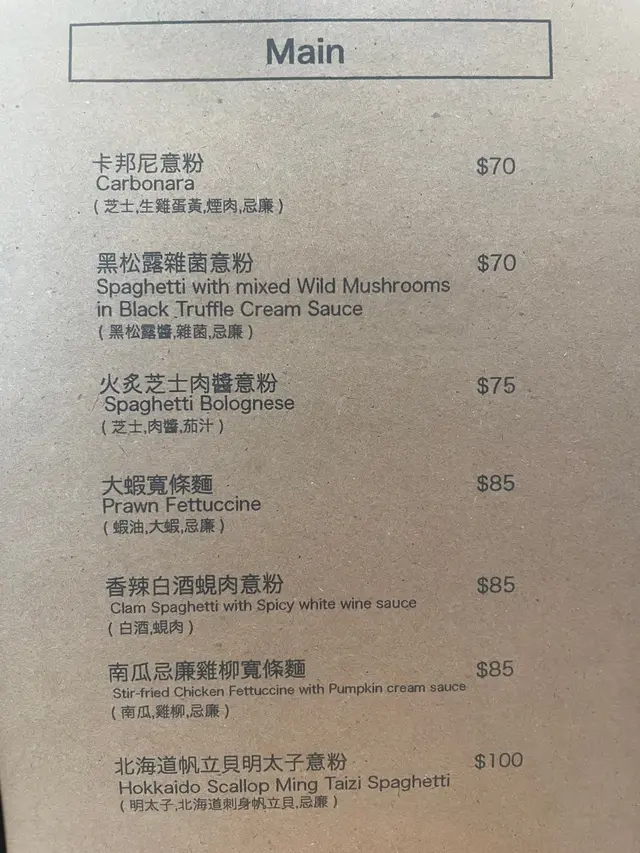 Main
卡邦尼意粉 $70
Carbonara
(芝士,生雞蛋黃,煙肉,忌廉)
黑松露雜菌意粉 $70
Spaghetti with mixed Wild Mushrooms
in Black Truffle Cream Sauce
(黑松露醬,雜菌,忌廉)
火炙芝士肉醬意粉 $75
Spaghetti Bolognese
(芝士,肉醬,茄汁)
大蝦寬條麵 $85
Prawn Fettuccine
(蝦油,大蝦,忌廉)
香辣白酒蜆肉意粉 $85
Clam Spaghetti with Spicy white wine sauce
(白酒,蜆肉)
南瓜忌廉雞柳寬條麵 $85
Stir-fried Chicken Fettuccine with Pumpkin cream sauce
(南瓜,雞柳,忌廉)
北海道帆立貝明太子意粉 $100
Hokkaido Scallop Ming Taizi Spaghetti
(明太子,北海道刺身帆立貝,忌廉)